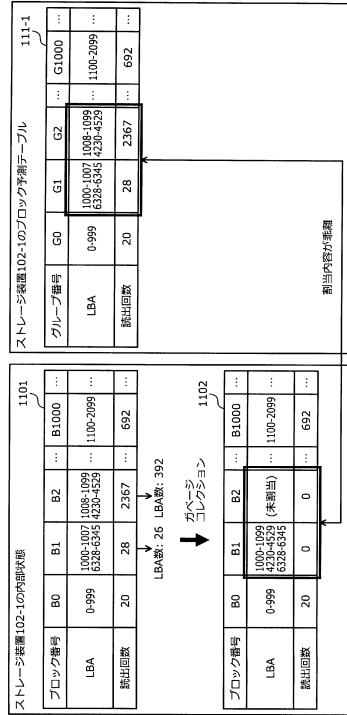 ストレージ装置102-1の内部状態
1101
ブロック番号 B0 B1 B2 … B1000 …
LBA 0-999 1000-1007 1008-1099 … 1100-2099 …
6328-6345 4230-4529
読出回数 20 28 2367 … 692 …
LBA数: 26 LBA数: 392
ガベージ
コレクション
1102
ブロック番号 B0 B1 B2 … B1000 …
LBA 0-999 1000-1099 (未割当) … 1100-2099 …
4230-4529
6328-6345
読出回数 20 0 0 … 692 …
ストレージ装置102-1のブロック予測テーブル
111-1
グループ番号 G0 G1 G2 … G1000 …
LBA 0-999 1000-1007 1008-1099 … 1100-2099 …
6328-6345 4230-4529
読出回数 20 28 2367 … 692 …
割当内容が乖離